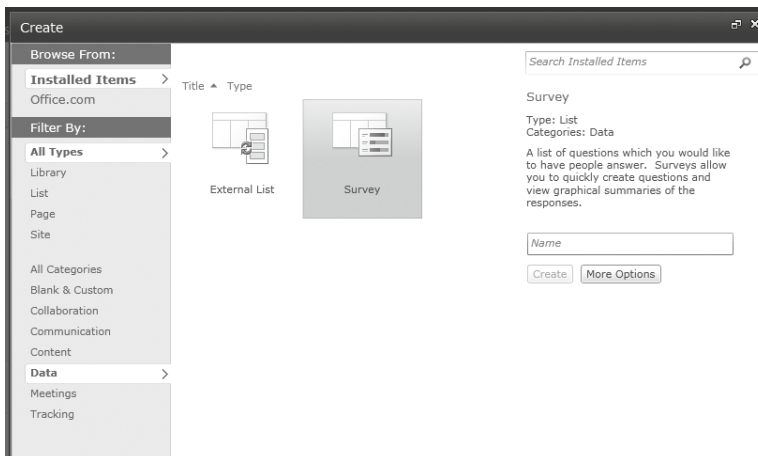 Create
Browse From:
Installed Items
Office.com
Filter By:
All Types
Library
List
Page
Site
All Categories
Blank & Custom
Collaboration
Communication
Content
Data
Meetings
Tracking
Title Type
External List
Survey
Search Installed Items
Survey
Type: List
Categories: Data
A list of questions which you would like
to have people answer. Surveys allow
you to quickly create questions and
view graphical summaries of the
responses.
Name
Create More Options